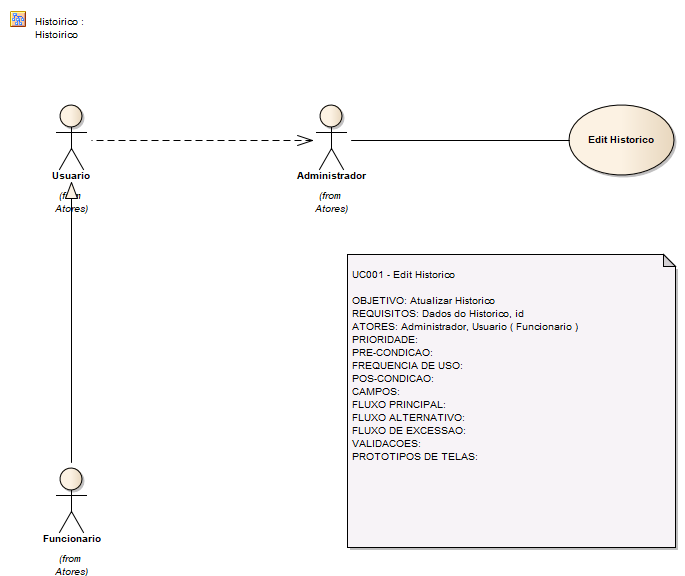 Histoirico :
Histoirico
Usuario
(from
Atores)
Administrador
(from
Atores)
Edit Historico
UC001 - Edit Historico
OBJETIVO: Atualizar Historico
REQUISITOS: Dados do Historico, id
ATORES: Administrador, Usuario ( Funcionario )
PRIORIDADE:
PRE-CONDICAO:
FREQUENCIA DE USO:
POS-CONDICAO:
CAMPOS:
FLUXO PRINCIPAL:
FLUXO ALTERNATIVO:
FLUXO DE EXCESSAO:
VALIDACOES:
PROTOTIPOS DE TELAS:
Funcionario
(from
Atores)